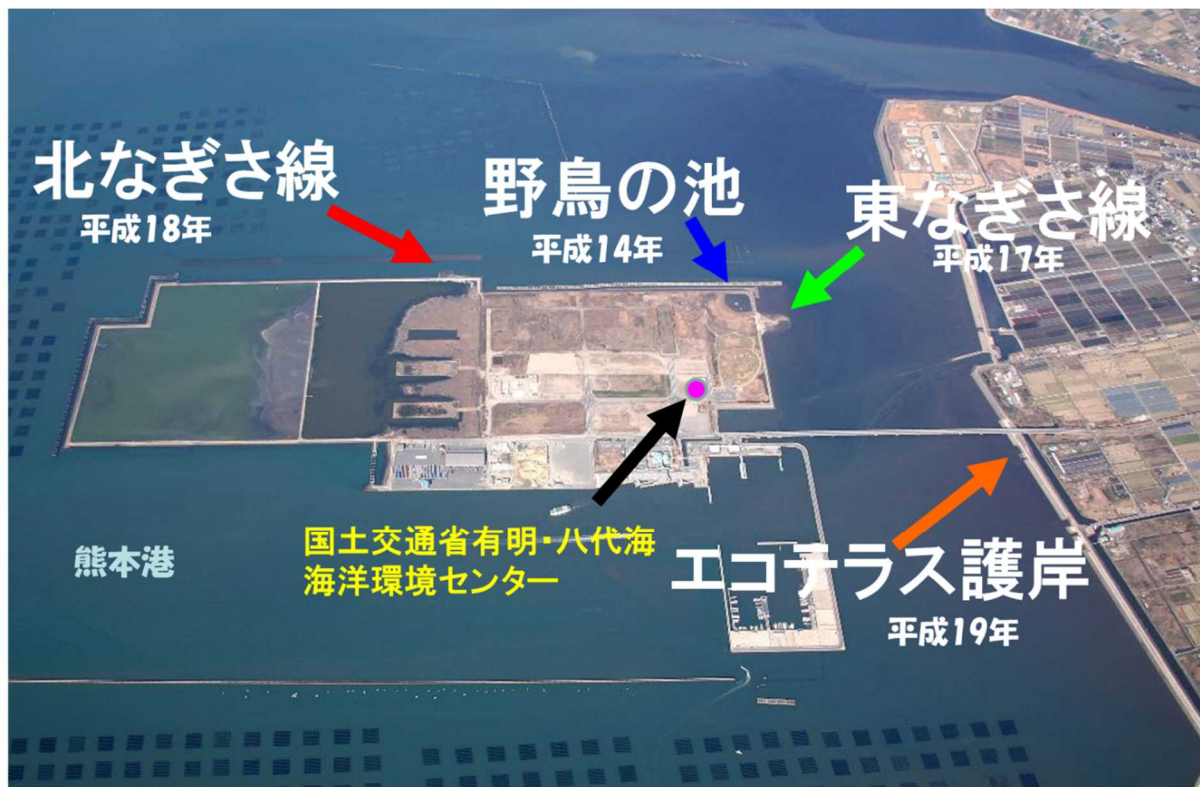 北なぎさ線
平成18年
野鳥の池
平成14年
東なぎさ線
平成17年
国土交通省有明・八代海
海洋環境センター
熊本港
エコテラス護岸
平成19年